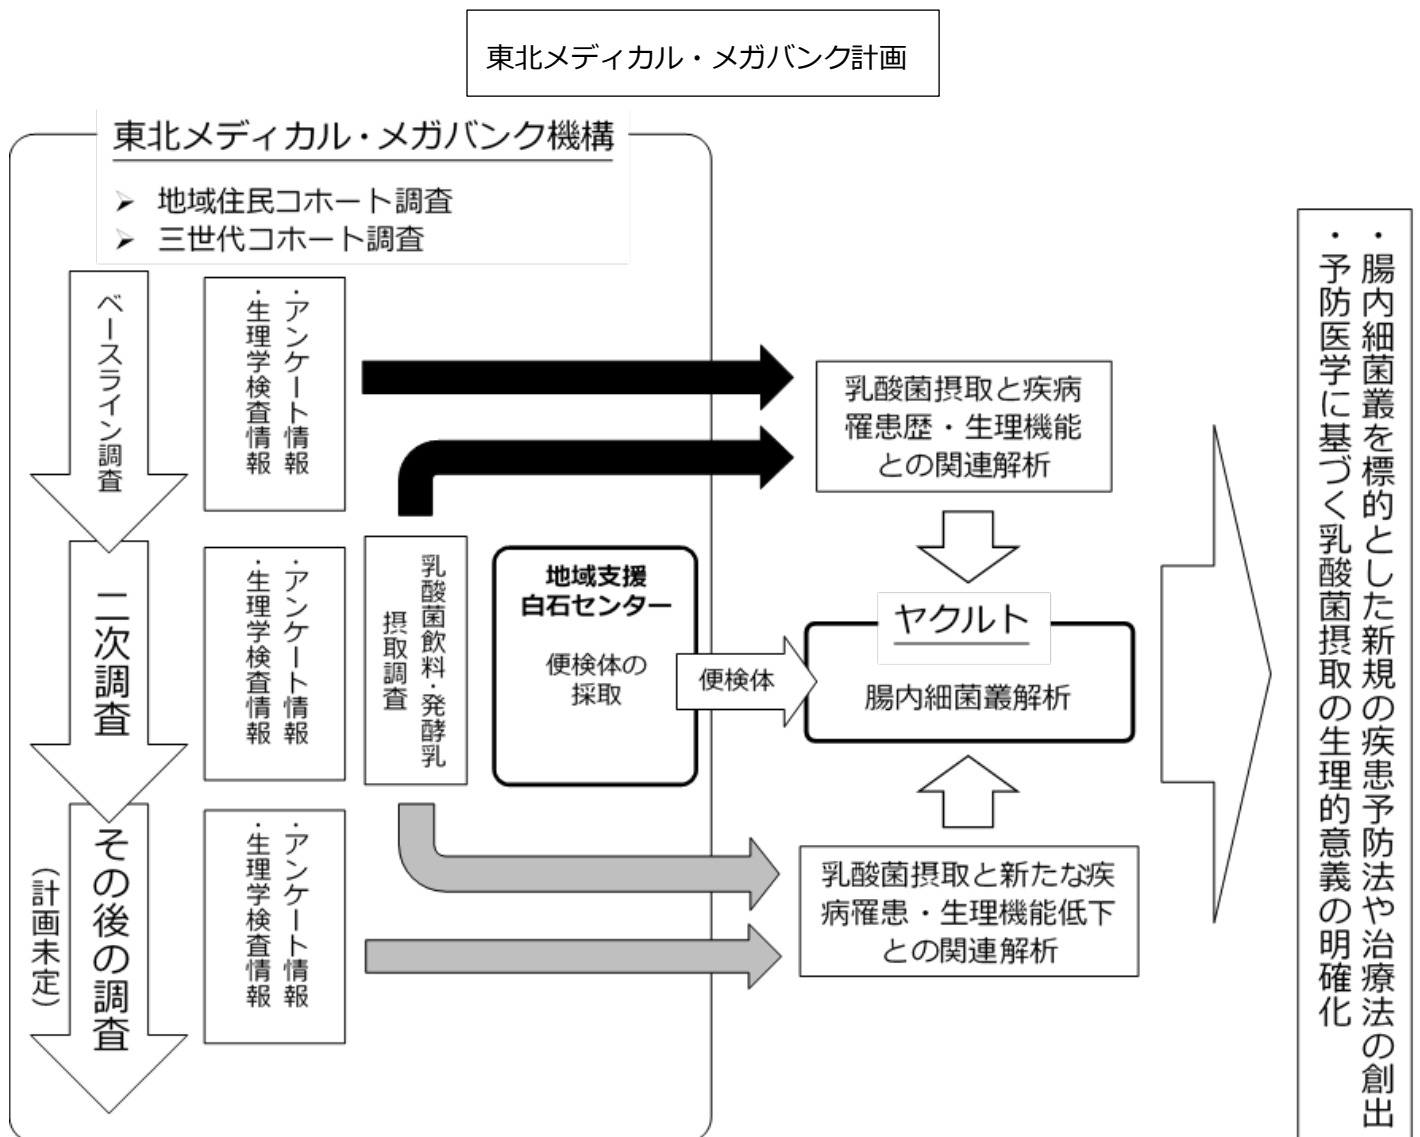 東北メディカル・メガバンク計画
東北メディカル・メガバンク機構
➢ 地域住民コホート調査
➢ 三世代コホート調査
ベースライン調査
・アンケート情報
・生理学検査情報
乳酸菌摂取と疾病
罹患歴・生理機能
との関連解析
二次調査
・アンケート情報
・生理学検査情報
乳酸菌飲料・発酵乳
摂取調査
地域支援
白石センター
便検体の
採取
便検体
ヤクルト
腸内細菌叢解析
その後の調査
（計画未定）
・アンケート情報
・生理学検査情報
乳酸菌摂取と新たな疾
病罹患・生理機能低下
との関連解析
・腸内細菌叢を標的とした新規の疾患予防法や治療法の創出
・予防医学に基づく乳酸菌摂取の生理的意義の明確化